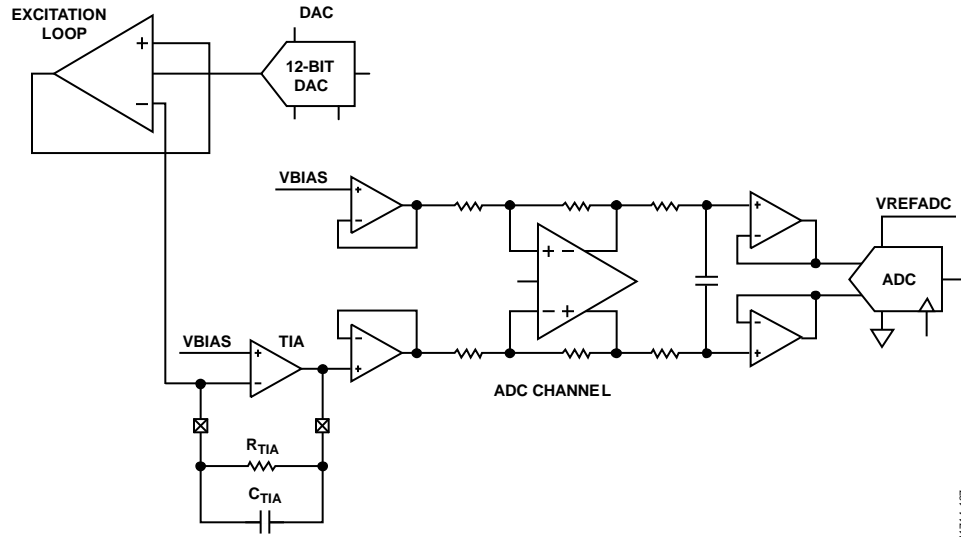 EXCITATION
LOOP
+
−
DAC
12-BIT
DAC
VBIAS
+
−
+ −
− +
+
−
−
+
VREFADC
ADC
VBIAS
TIA
+
−
−
+
ADC CHANNEL
RTIA
CTIA